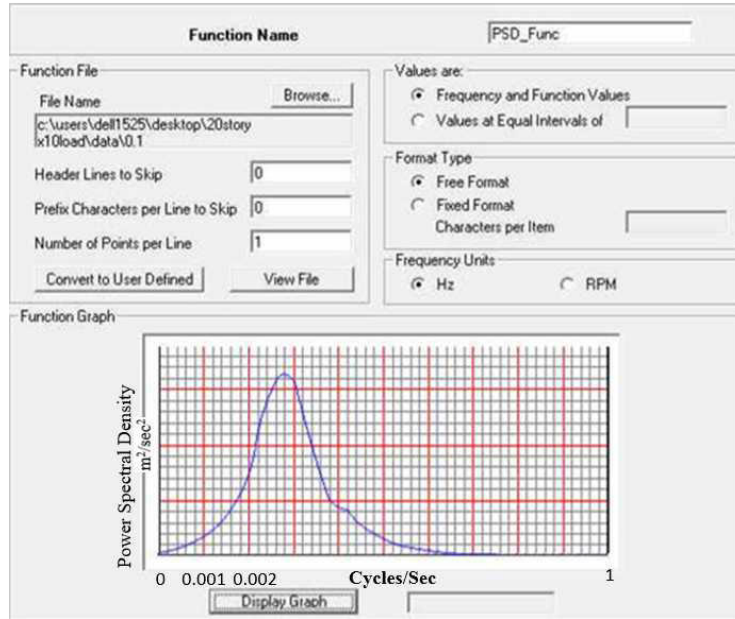 Function Name
PSD_Func
Function File
File Name
Browse...
c:\users\dell1525\desktop\20story
x10load\data\0.1
Header Lines to Skip
0
Prefix Characters per Line to Skip
0
Number of Points per Line
1
Convert to User Defined
View File
Values are:
Frequency and Function Values
Values at Equal Intervals of
Format Type
Free Format
Fixed Format
Characters per Item
Frequency Units
Hz
RPM
Function Graph
Power Spectral Density
m²/sec²
0 0.001 0.002 Cycles/Sec 1
Display Graph